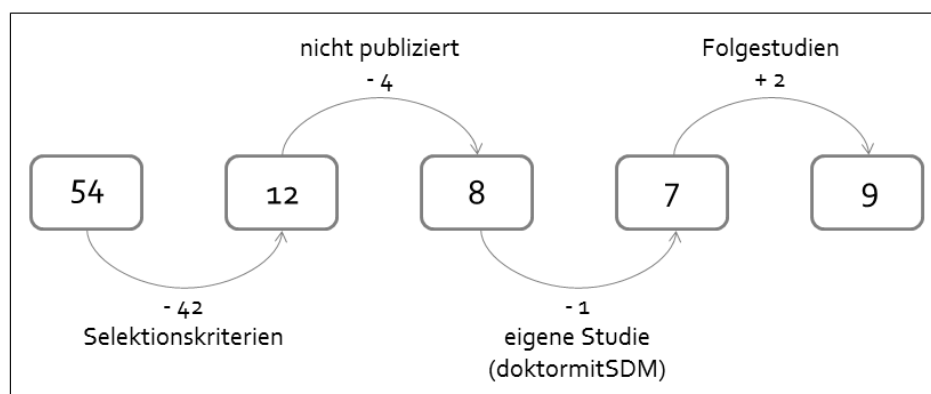 nicht publiziert
- 4
Folgestudien
+ 2
54
12
8
7
9
- 42
Selektionskriterien
- 1
eigene Studie
(doktormitSDM)